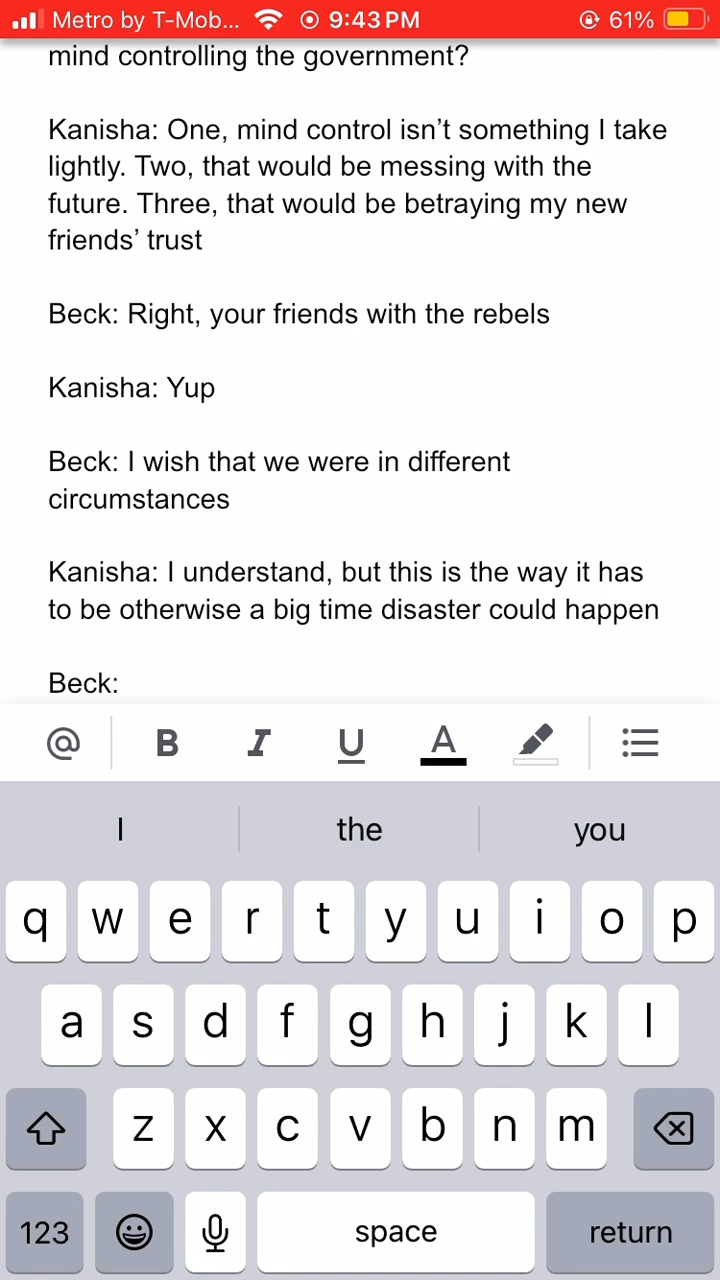 Metro by T-Mob... 9:43 PM 61%
mind controlling the government?
Kanisha: One, mind control isn’t something I take
lightly. Two, that would be messing with the
future. Three, that would be betraying my new
friends’ trust
Beck: Right, your friends with the rebels
Kanisha: Yup
Beck: I wish that we were in different
circumstances
Kanisha: I understand, but this is the way it has
to be otherwise a big time disaster could happen
Beck:
@ B I U A
I the you
q w e r t y u i o p
a s d f g h j k l
z x c v b n m
123 space return